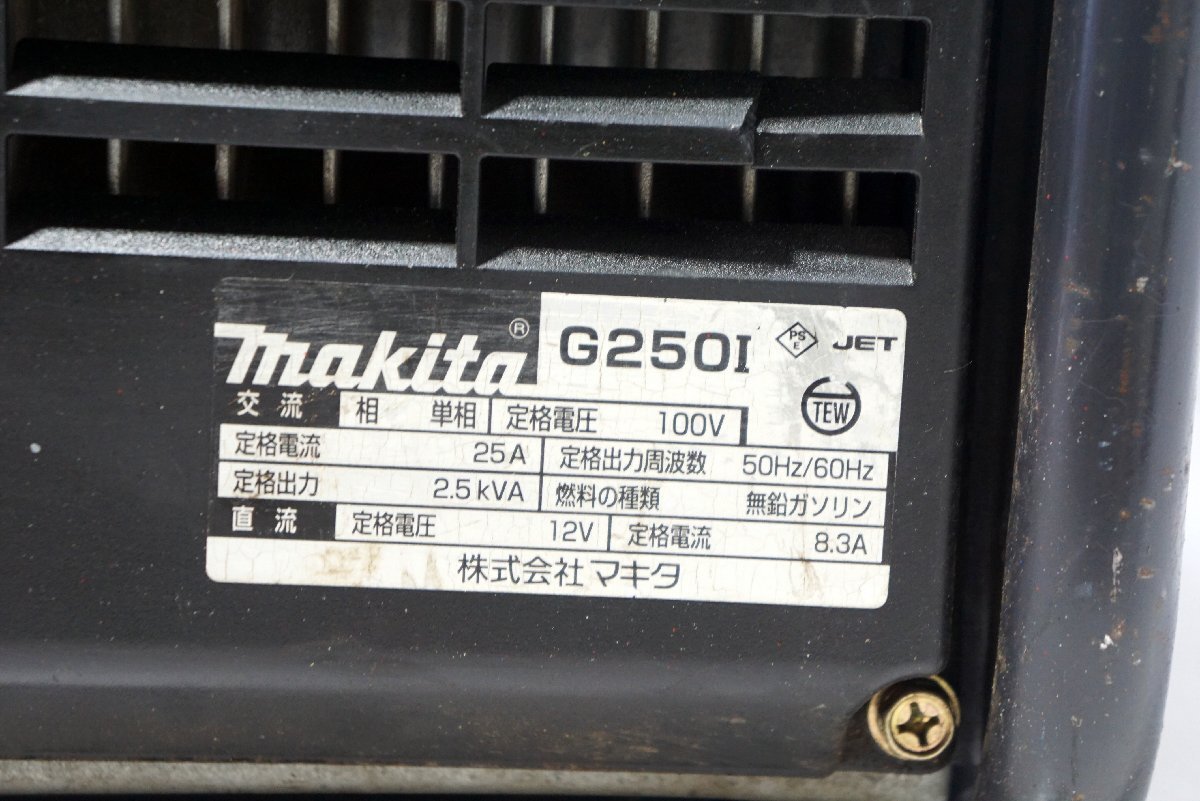 makita® G250I PSE JET
TEW
交流 相 単相 定格電圧 100V
定格電流 25A 定格出力周波数 50Hz/60Hz
定格出力 2.5kVA 燃料の種類 無鉛ガソリン
直流 定格電圧 12V 定格電流 8.3A
株式会社マキタ